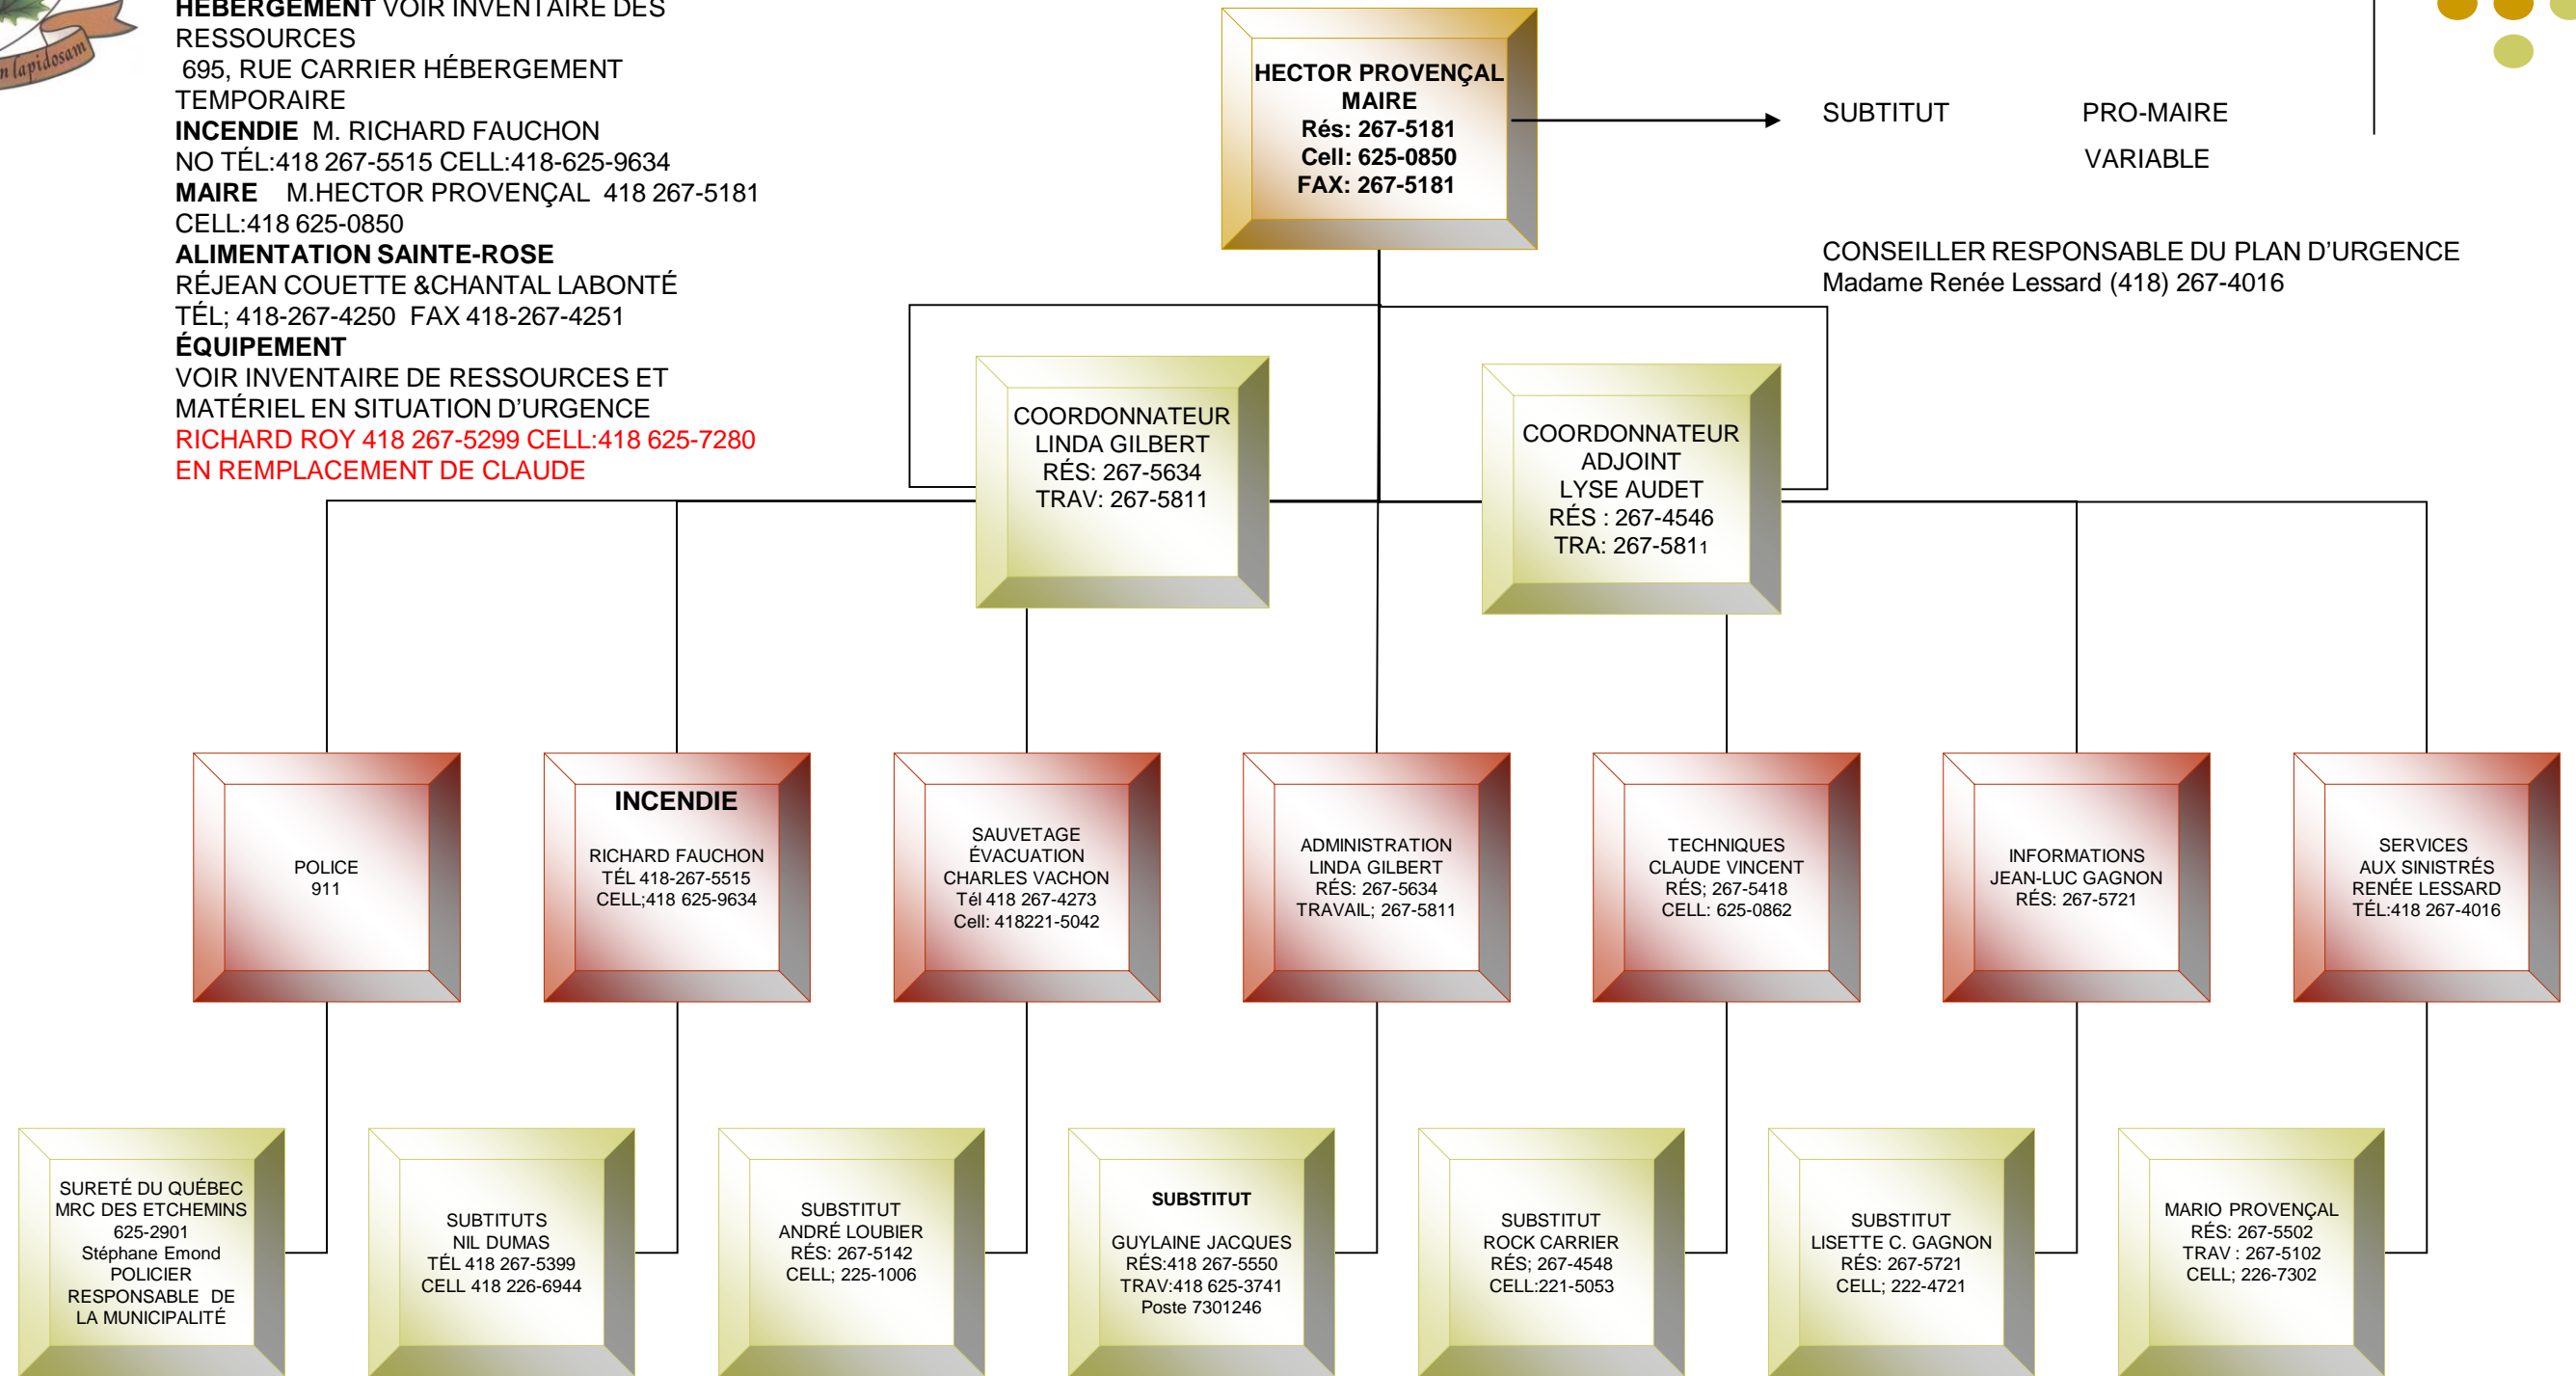 n lapidosam
HÉBERGEMENT VOIR INVENTAIRE DES
RESSOURCES
695, RUE CARRIER HÉBERGEMENT
TEMPORAIRE
INCENDIE M. RICHARD FAUCHON
NO TÉL:418 267-5515 CELL:418-625-9634
MAIRE M.HECTOR PROVENÇAL 418 267-5181
CELL:418 625-0850
ALIMENTATION SAINTE-ROSE
RÉJEAN COUETTE &CHANTAL LABONTÉ
TÉL; 418-267-4250 FAX 418-267-4251
ÉQUIPEMENT
VOIR INVENTAIRE DE RESSOURCES ET
MATÉRIEL EN SITUATION D'URGENCE
RICHARD ROY 418 267-5299 CELL:418 625-7280
EN REMPLACEMENT DE CLAUDE
HECTOR PROVENÇAL
MAIRE
Rés: 267-5181
Cell: 625-0850
FAX: 267-5181
SUBTITUT PRO-MAIRE
VARIABLE
CONSEILLER RESPONSABLE DU PLAN D'URGENCE
Madame Renée Lessard (418) 267-4016
COORDONNATEUR
LINDA GILBERT
RÉS: 267-5634
TRAV: 267-5811
COORDONNATEUR
ADJOINT
LYSE AUDET
RÉS : 267-4546
TRA: 267-5811
POLICE
911
INCENDIE
RICHARD FAUCHON
TÉL 418-267-5515
CELL;418 625-9634
SAUVETAGE
ÉVACUATION
CHARLES VACHON
Tél 418 267-4273
Cell: 418221-5042
ADMINISTRATION
LINDA GILBERT
RÉS: 267-5634
TRAVAIL; 267-5811
TECHNIQUES
CLAUDE VINCENT
RÉS; 267-5418
CELL: 625-0862
INFORMATIONS
JEAN-LUC GAGNON
RÉS: 267-5721
SERVICES
AUX SINISTRÉS
RENÉE LESSARD
TÉL:418 267-4016
SURETÉ DU QUÉBEC
MRC DES ETCHEMINS
625-2901
Stéphane Emond
POLICIER
RESPONSABLE DE
LA MUNICIPALITÉ
SUBTITUTS
NIL DUMAS
TÉL 418 267-5399
CELL 418 226-6944
SUBSTITUT
ANDRÉ LOUBIER
RÉS: 267-5142
CELL; 225-1006
SUBSTITUT
GUYLAINE JACQUES
RÉS:418 267-5550
TRAV:418 625-3741
Poste 7301246
SUBSTITUT
ROCK CARRIER
RÉS; 267-4548
CELL:221-5053
SUBSTITUT
LISETTE C. GAGNON
RÉS: 267-5721
CELL; 222-4721
MARIO PROVENÇAL
RÉS: 267-5502
TRAV : 267-5102
CELL; 226-7302